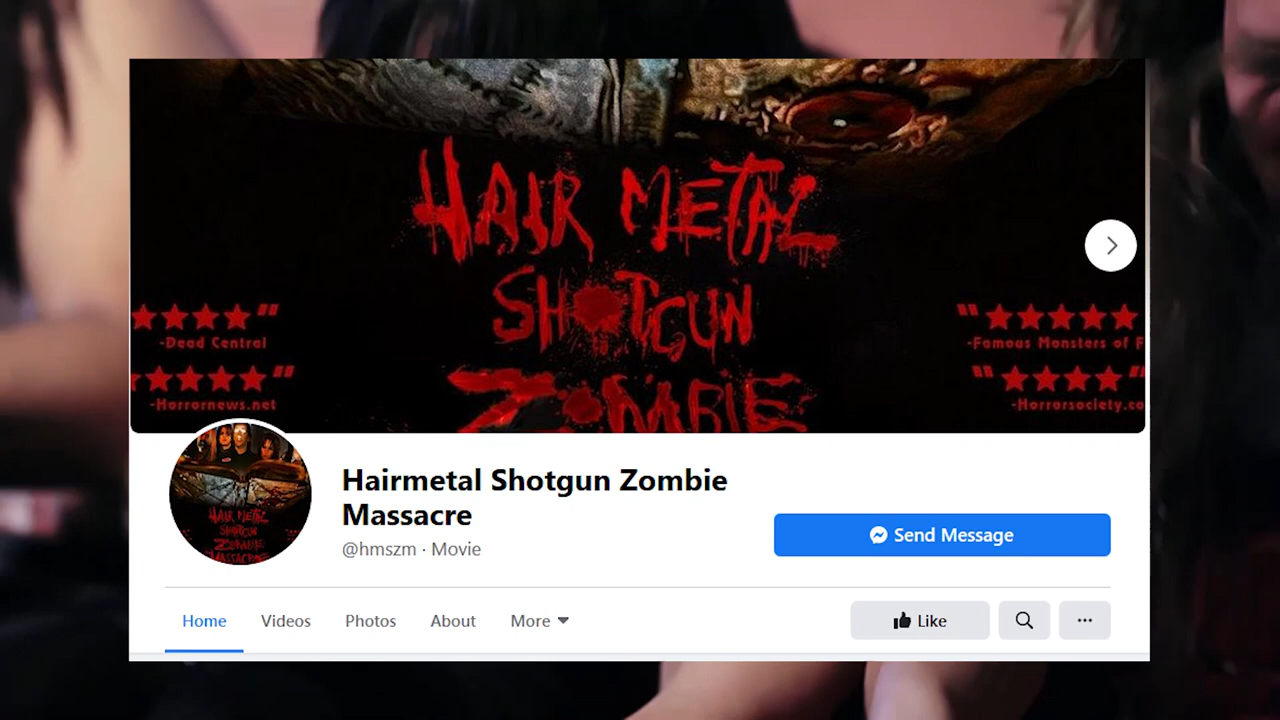 HAIR METAL
SHOTGUN
ZOMBIE
"
-Dead Central
"
-Horrornews.net
"
-Famous Monsters of F
" "
-Horrorsociety.co
HAIR METAL
SHOTGUN
ZOMBIE
MASSACRE
Hairmetal Shotgun Zombie
Massacre
@hmszm · Movie
Send Message
Home Videos Photos About More
Like